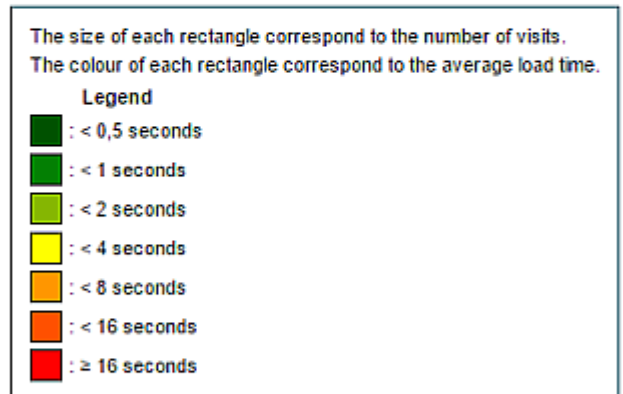 The size of each rectangle correspond to the number of visits.
The colour of each rectangle correspond to the average load time.
Legend
: < 0,5 seconds
: < 1 seconds
: < 2 seconds
: < 4 seconds
: < 8 seconds
: < 16 seconds
: ≥ 16 seconds